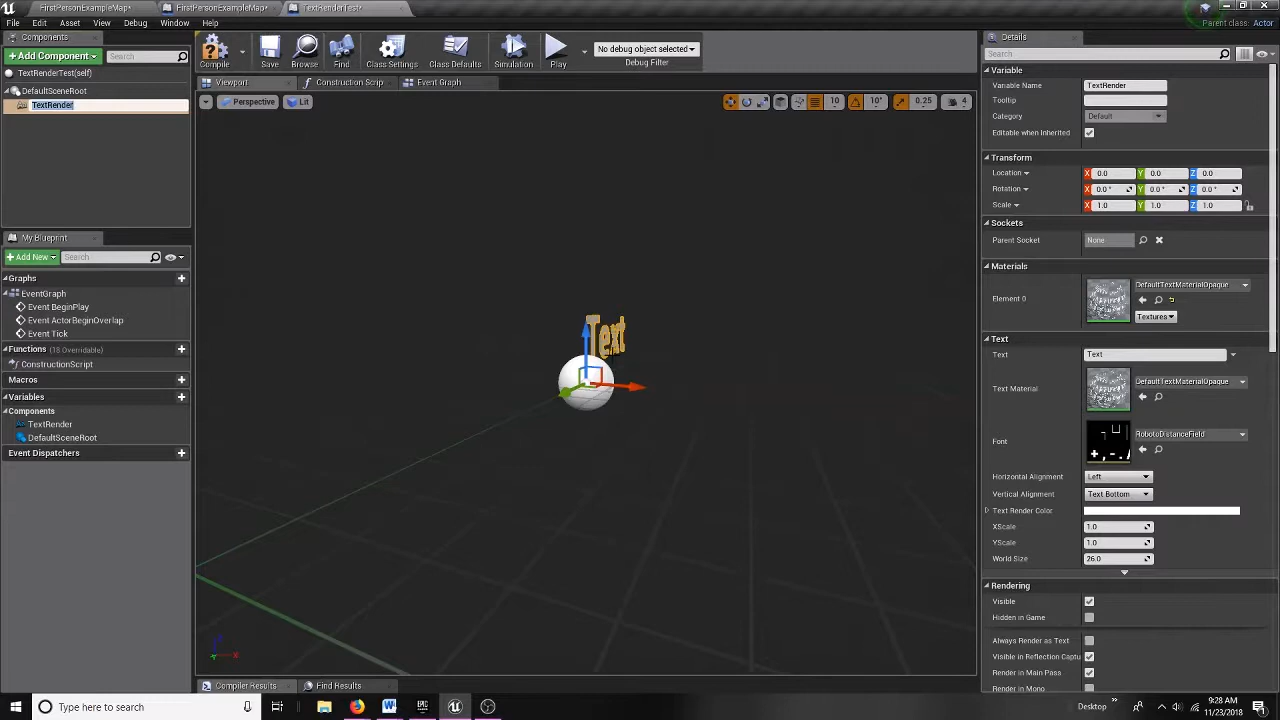 FirstPersonExampleMap*
FirstPersonExampleMap*
TextRenderTest*
File Edit Asset View Debug Window Help
Parent class: Actor
Components
+ Add Component
Search
TextRenderTest(self)
DefaultSceneRoot
TextRender
Compile
Save
Browse
Find
Class Settings
Class Defaults
Simulation
Play
No debug object selected
Debug Filter
Viewport
Construction Scrip
Event Graph
Perspective
Lit
10
10°
0.25
4
Text
My Blueprint
+ Add New
Search
Graphs
EventGraph
Event BeginPlay
Event ActorBeginOverlap
Event Tick
Functions (18 Overridable)
ConstructionScript
Macros
Variables
Components
TextRender
DefaultSceneRoot
Event Dispatchers
Details
Search
Variable
Variable Name TextRender
Tooltip
Category Default
Editable when Inherited
Transform
Location X 0.0 Y 0.0 Z 0.0
Rotation X 0.0° Y 0.0° Z 0.0°
Scale X 1.0 Y 1.0 Z 1.0
Sockets
Parent Socket None
Materials
Element 0
DefaultTextMaterialOpaque
Textures
Text
Text Text
Text Material
DefaultTextMaterialOpaque
Font
RobotoDistanceField
Horizontal Alignment Left
Vertical Alignment Text Bottom
Text Render Color
XScale 1.0
YScale 1.0
World Size 26.0
Rendering
Visible
Hidden in Game
Always Render as Text
Visible in Reflection Captu
Render in Main Pass
Render in Mono
Compiler Results
Find Results
Type here to search
Desktop
9:28 AM
11/23/2018